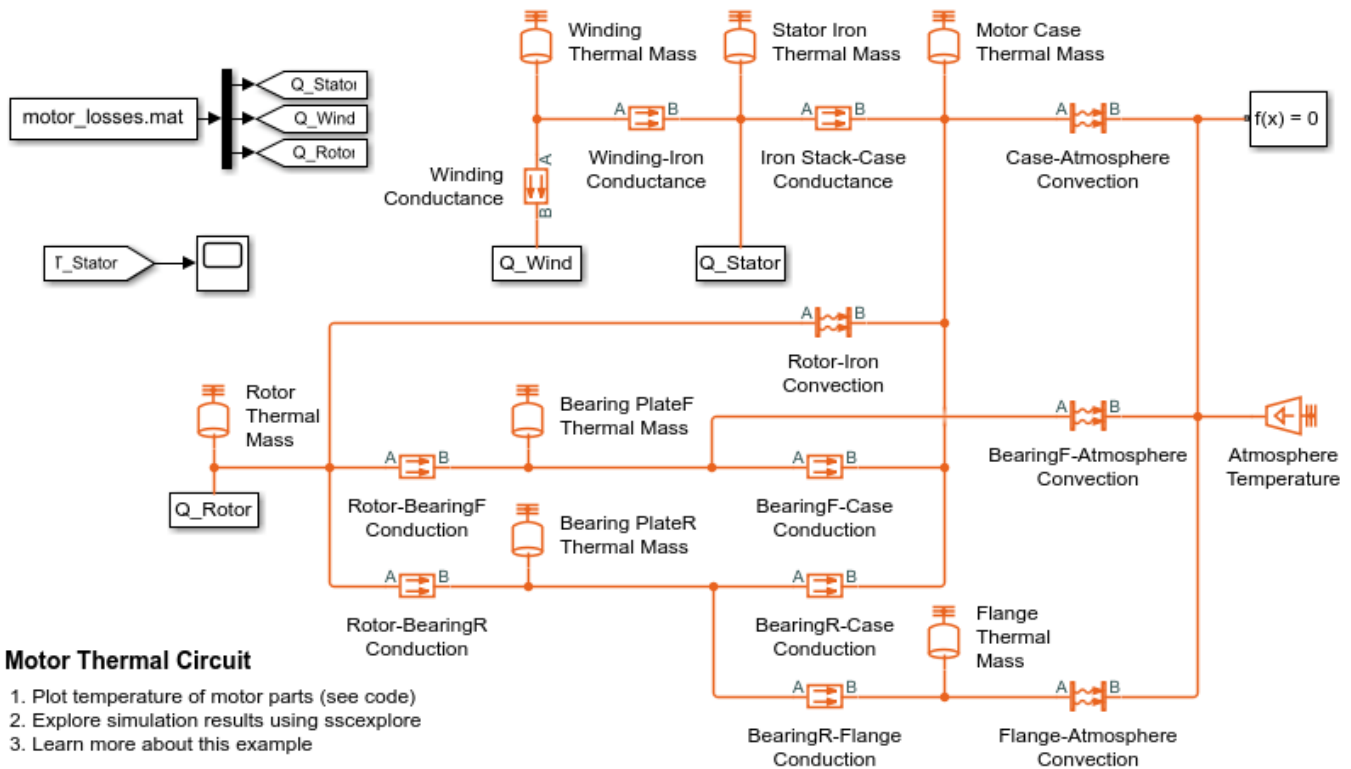 Winding
Thermal Mass
Stator Iron
Thermal Mass
Motor Case
Thermal Mass
motor_losses.mat
Q_Stator
Q_Wind
Q_Rotor
A B
A B
A B
f(x) = 0
Winding-Iron
Conductance
Iron Stack-Case
Conductance
Case-Atmosphere
Convection
Winding
Conductance
A
B
T_Stator
Q_Wind
Q_Stator
A B
Rotor-Iron
Convection
Rotor
Thermal
Mass
Bearing PlateF
Thermal Mass
A B
BearingF-Atmosphere
Convection
Atmosphere
Temperature
A B
A B
Q_Rotor
Rotor-BearingF
Conduction
BearingF-Case
Conduction
Bearing PlateR
Thermal Mass
A B
A B
Rotor-BearingR
Conduction
BearingR-Case
Conduction
Flange
Thermal
Mass
Motor Thermal Circuit
1. Plot temperature of motor parts (see code)
2. Explore simulation results using sscexplore
3. Learn more about this example
A B
A B
BearingR-Flange
Conduction
Flange-Atmosphere
Convection